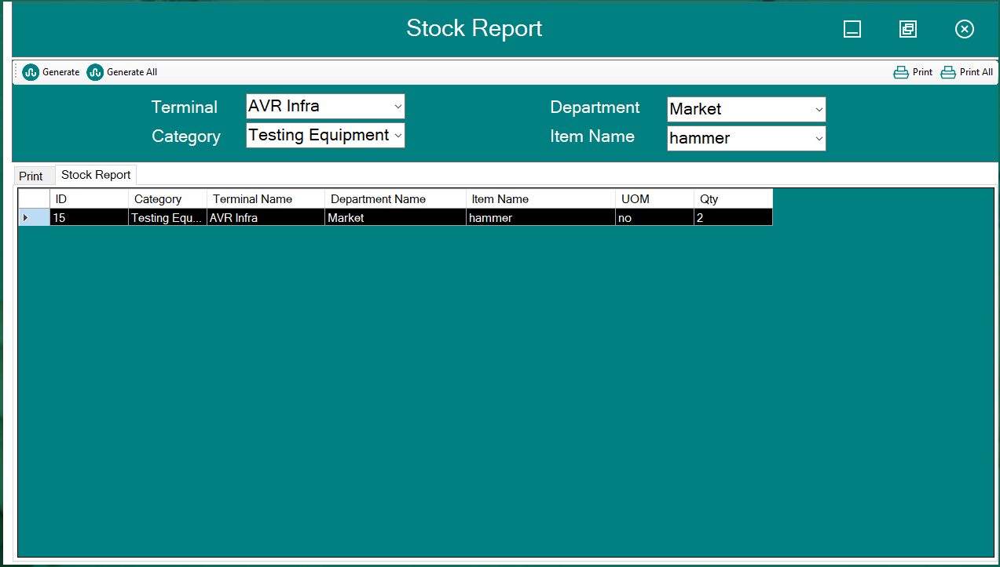 Stock Report
Generate Generate All Print Print All
Terminal AVR Infra Department Market
Category Testing Equipment Item Name hammer
Print Stock Report
ID Category Terminal Name Department Name Item Name UOM Qty
15 Testing Equ... AVR Infra Market hammer no 2